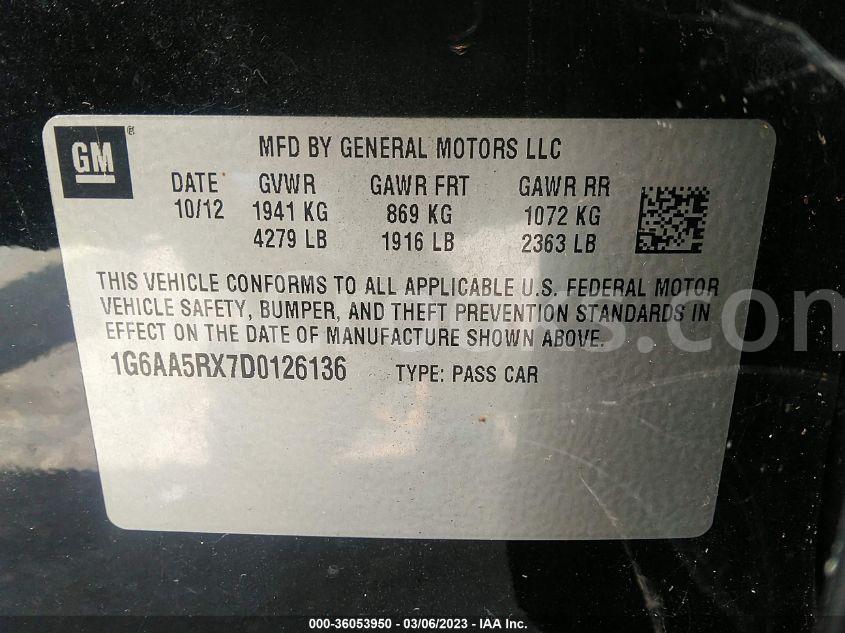 GM ®
MFD BY GENERAL MOTORS LLC
DATE GVWR GAWR FRT GAWR RR
10/12 1941 KG 869 KG 1072 KG
4279 LB 1916 LB 2363 LB
THIS VEHICLE CONFORMS TO ALL APPLICABLE U.S. FEDERAL MOTOR
VEHICLE SAFETY, BUMPER, AND THEFT PREVENTION STANDARDS IN
EFFECT ON THE DATE OF MANUFACTURE SHOWN ABOVE.
1G6AA5RX7D0126136 TYPE: PASS CAR
000-36053950 - 03/06/2023 - IAA Inc.